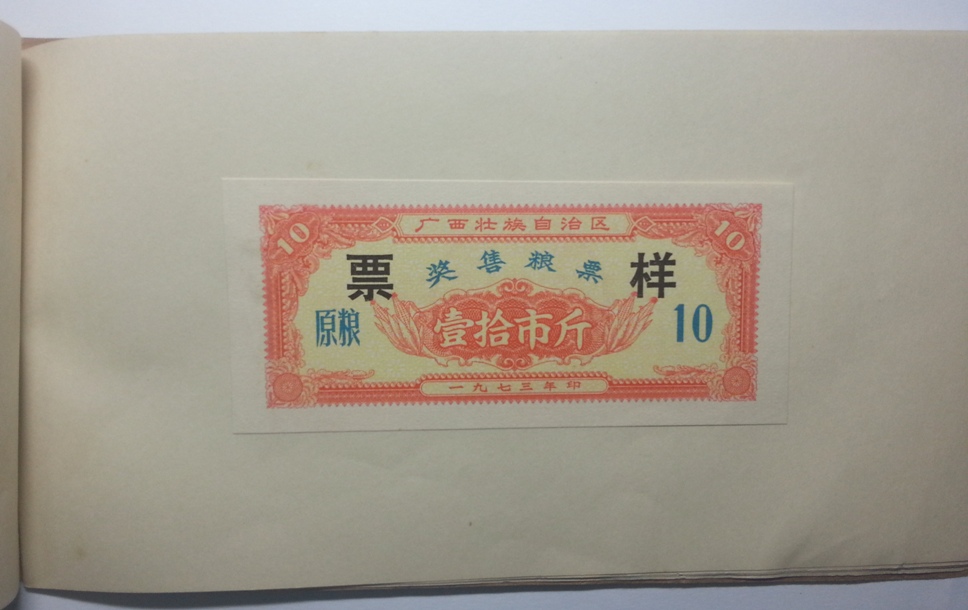 广西壮族自治区
10 10
奖售粮票
票 样
原粮 壹拾市斤 10
一九七三年印